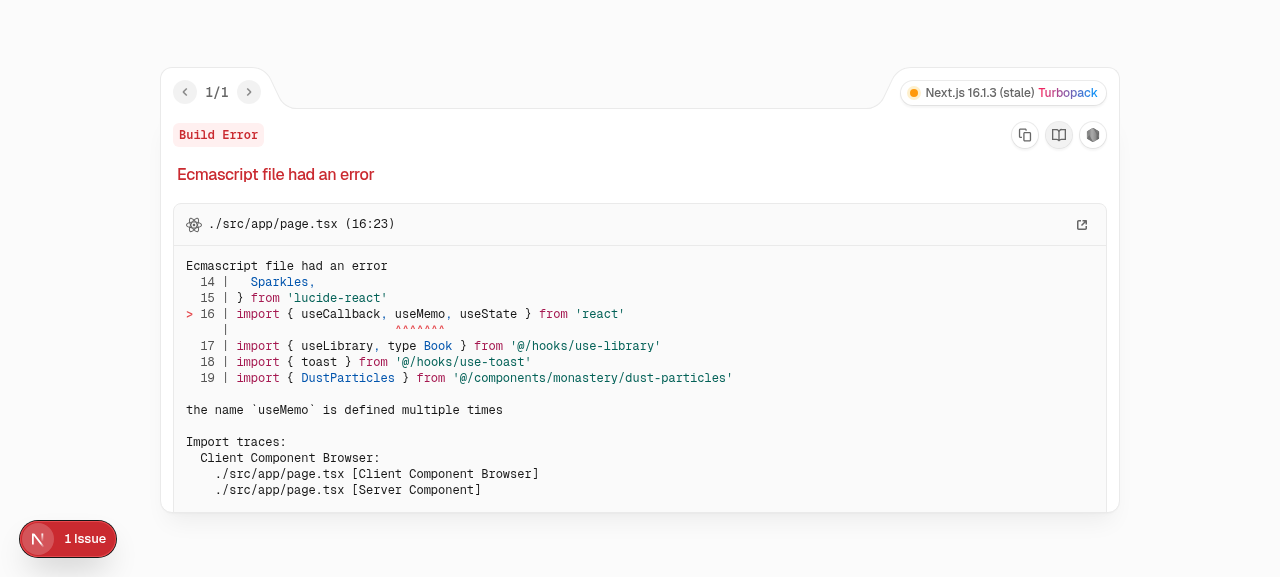 1/1
Next.js 16.1.3 (stale) Turbopack
Build Error
Ecmascript file had an error
./src/app/page.tsx (16:23)
Ecmascript file had an error
  14 |   Sparkles,
  15 | } from 'lucide-react'
> 16 | import { useCallback, useMemo, useState } from 'react'
     |                       ^^^^^^^
  17 | import { useLibrary, type Book } from '@/hooks/use-library'
  18 | import { toast } from '@/hooks/use-toast'
  19 | import { DustParticles } from '@/components/monastery/dust-particles'
the name `useMemo` is defined multiple times
Import traces:
  Client Component Browser:
    ./src/app/page.tsx [Client Component Browser]
    ./src/app/page.tsx [Server Component]
N 1 Issue